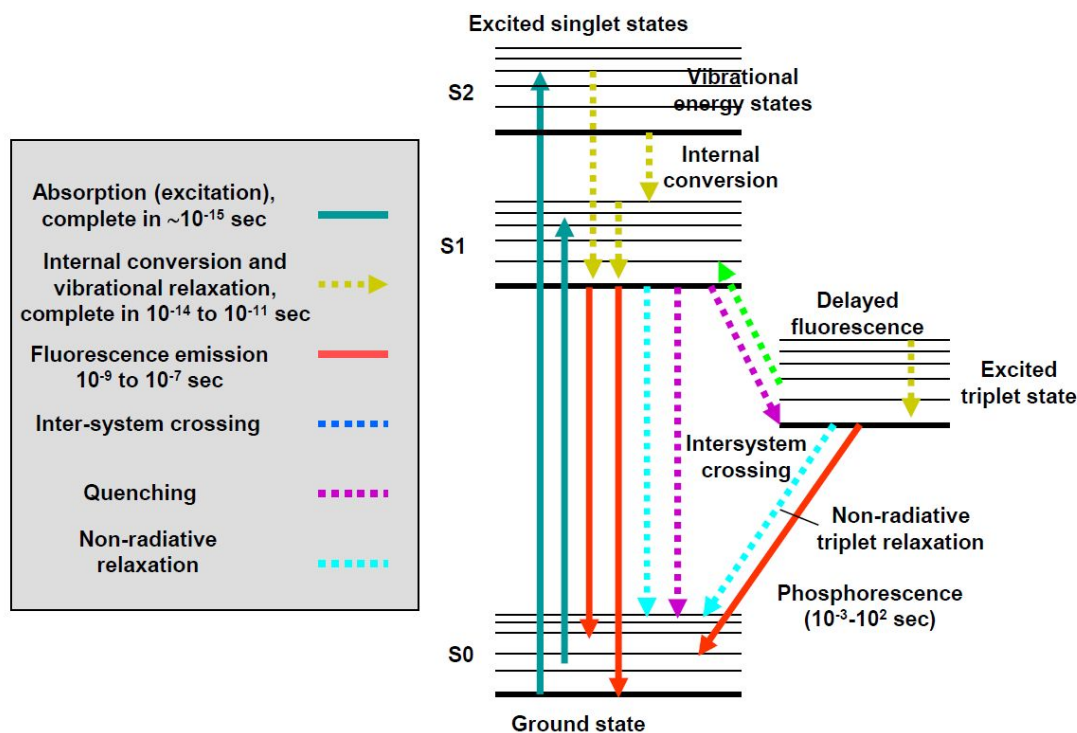 Excited singlet states
S2
Vibrational
energy states
Internal
conversion
S1
Absorption (excitation),
complete in ~10⁻¹⁵ sec
Internal conversion and
vibrational relaxation,
complete in 10⁻¹⁴ to 10⁻¹¹ sec
Fluorescence emission
10⁻⁹ to 10⁻⁷ sec
Inter-system crossing
Quenching
Non-radiative
relaxation
Delayed
fluorescence
Excited
triplet state
Intersystem
crossing
Non-radiative
triplet relaxation
Phosphorescence
(10⁻³-10² sec)
S0
Ground state